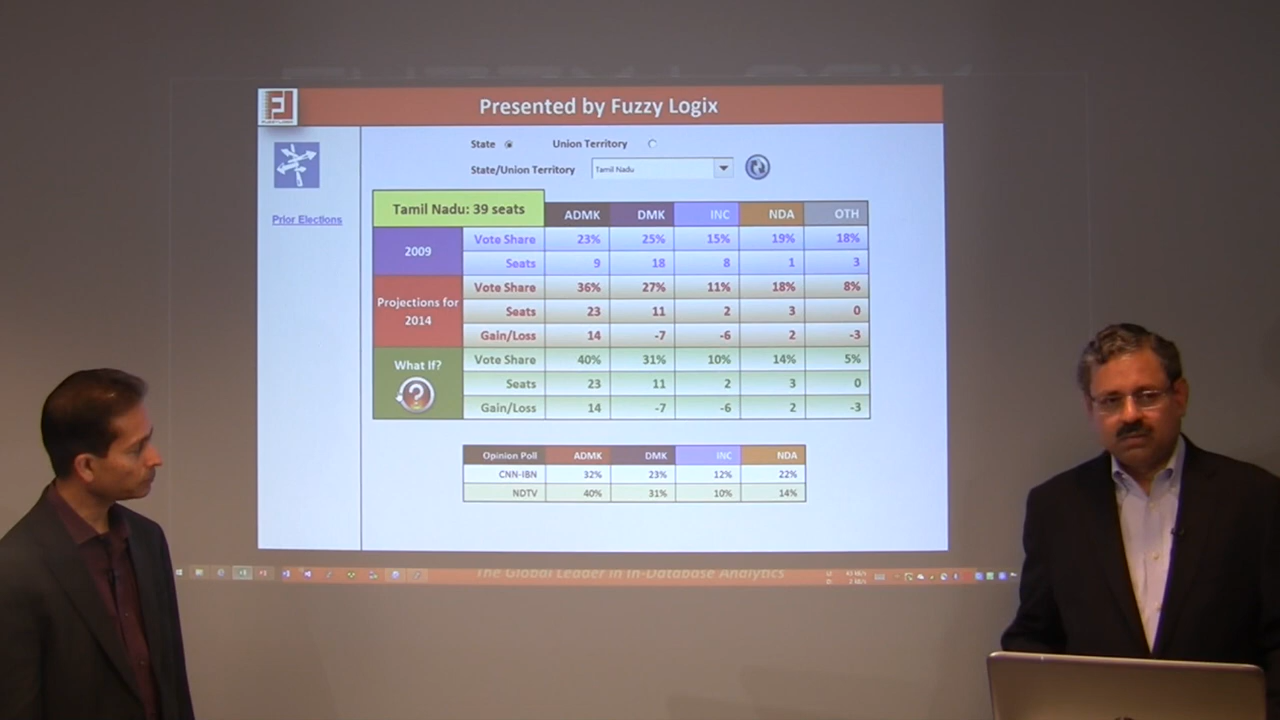 Presented by Fuzzy Logix
State Union Territory
State/Union Territory Tamil Nadu
Prior Elections
Tamil Nadu: 39 seats ADMK DMK INC NDA OTH
2009 Vote Share 23% 25% 15% 19% 18%
Seats 9 18 8 1 3
Projections for 2014 Vote Share 36% 27% 11% 18% 8%
Seats 23 11 2 3 0
Gain/Loss 14 -7 -6 2 -3
What If? Vote Share 40% 31% 10% 14% 5%
Seats 23 11 2 3 0
Gain/Loss 14 -7 -6 2 -3
Opinion Poll ADMK DMK INC NDA
CNN-IBN 32% 23% 12% 22%
NDTV 40% 31% 10% 14%
The Global Leader in In-Database Analytics